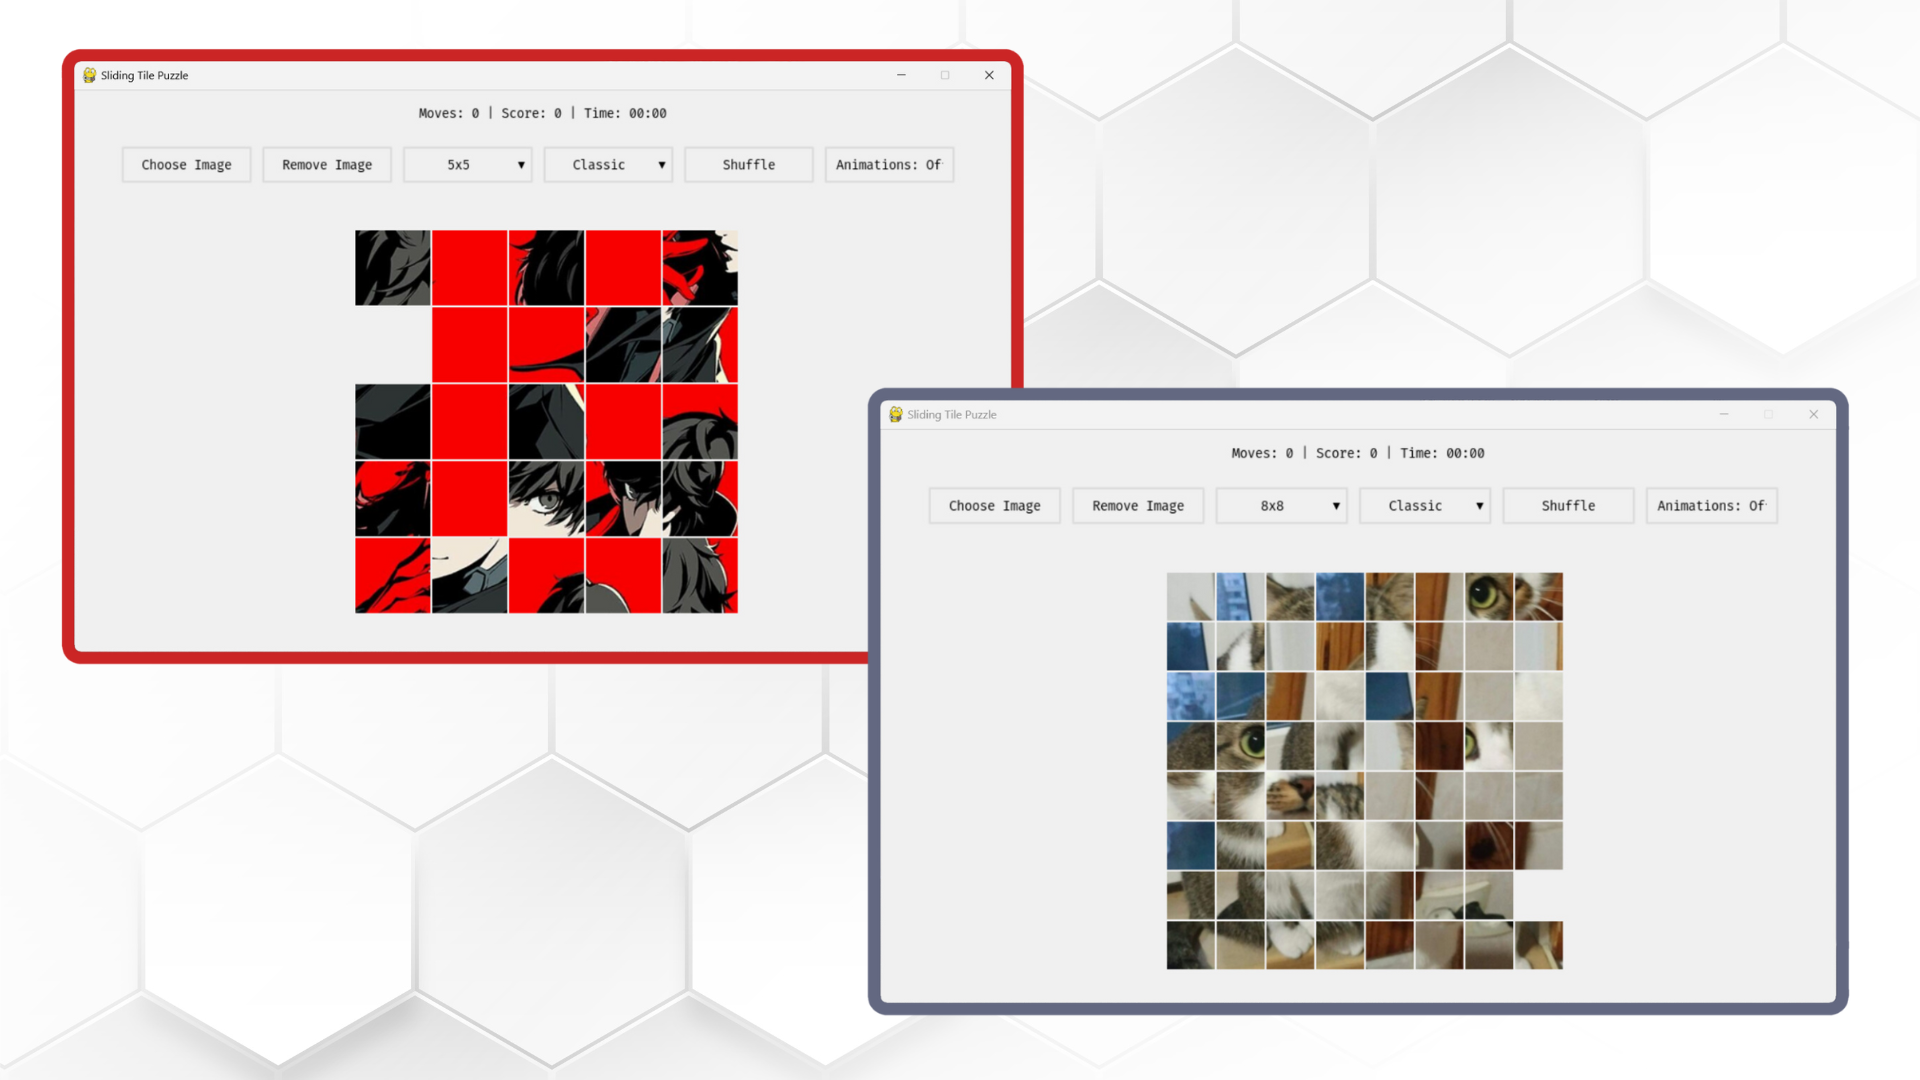 Sliding Tile Puzzle
Moves: 0 | Score: 0 | Time: 00:00
Choose Image Remove Image 5x5 Classic Shuffle Animations: Of
Sliding Tile Puzzle
Moves: 0 | Score: 0 | Time: 00:00
Choose Image Remove Image 8x8 Classic Shuffle Animations: Of